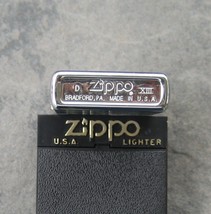 D Zippo XIII
BRADFORD, PA. MADE IN U.S.A.
zippo
U.S.A. LIGHTER